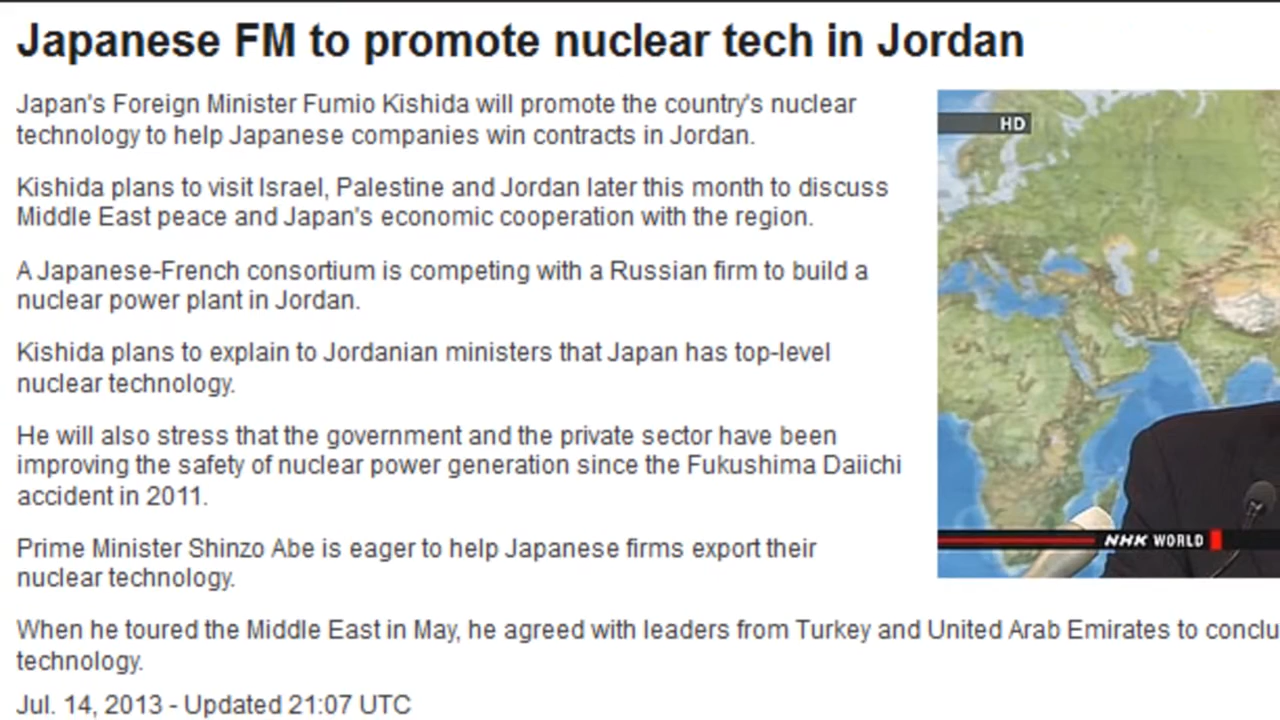 Japanese FM to promote nuclear tech in Jordan
Japan's Foreign Minister Fumio Kishida will promote the country's nuclear
technology to help Japanese companies win contracts in Jordan.
Kishida plans to visit Israel, Palestine and Jordan later this month to discuss
Middle East peace and Japan's economic cooperation with the region.
A Japanese-French consortium is competing with a Russian firm to build a
nuclear power plant in Jordan.
Kishida plans to explain to Jordanian ministers that Japan has top-level
nuclear technology.
He will also stress that the government and the private sector have been
improving the safety of nuclear power generation since the Fukushima Daiichi
accident in 2011.
Prime Minister Shinzo Abe is eager to help Japanese firms export their
nuclear technology.
When he toured the Middle East in May, he agreed with leaders from Turkey and United Arab Emirates to conclu
technology.
Jul. 14, 2013 - Updated 21:07 UTC
HD
NHK WORLD